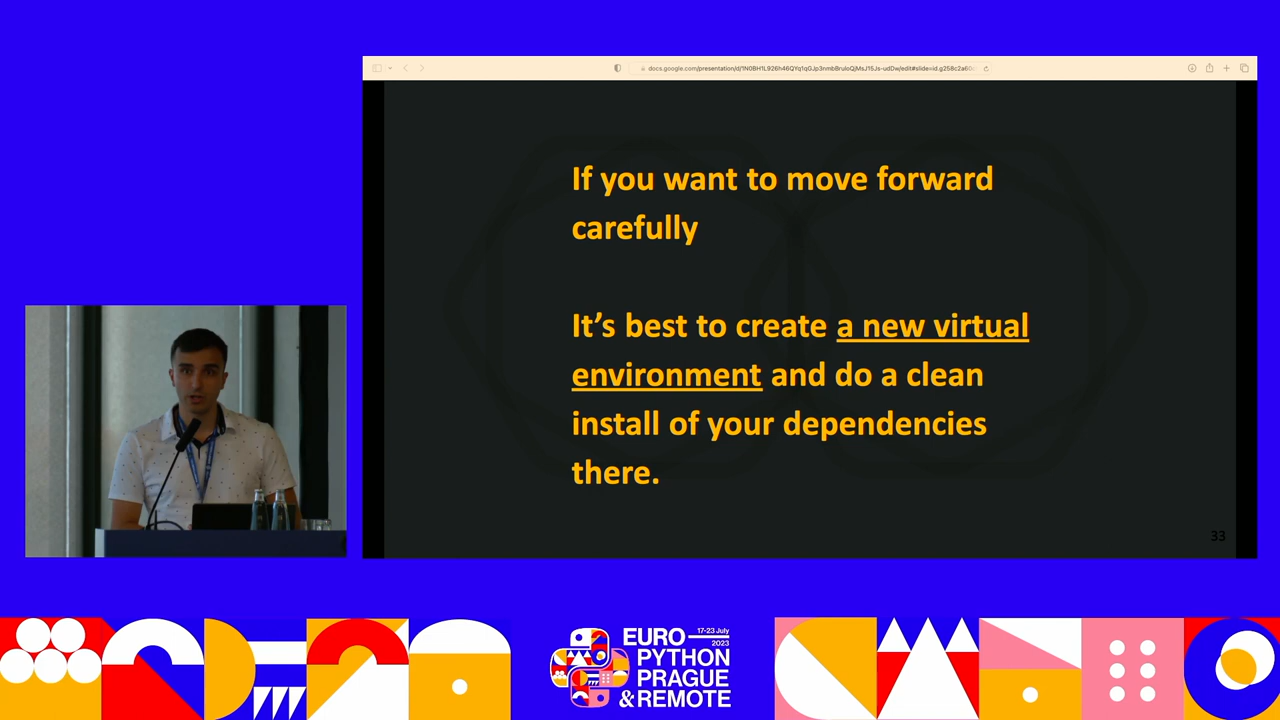 If you want to move forward
carefully
It’s best to create a new virtual
environment and do a clean
install of your dependencies
there.
33
EURO
17-23 July
2023
PYTHON
PRAGUE
& REMOTE